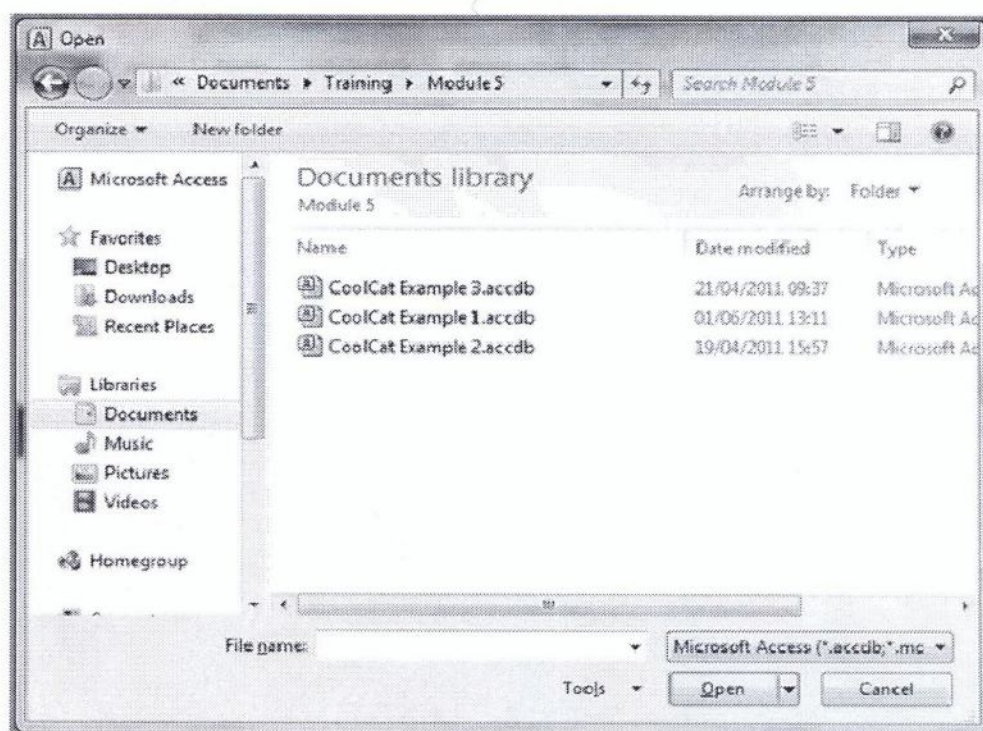 Open
« Documents ▸ Training ▸ Module 5 Search Module 5
Organize New folder
Microsoft Access
Favorites
Desktop
Downloads
Recent Places
Libraries
Documents
Music
Pictures
Videos
Homegroup
Documents library
Module 5
Arrange by: Folder
Name Date modified Type
CoolCat Example 3.accdb 21/04/2011 09:37 Microsoft Ac
CoolCat Example 1.accdb 01/06/2011 13:11 Microsoft Ac
CoolCat Example 2.accdb 19/04/2011 15:57 Microsoft Ac
File name: Microsoft Access (*.accdb;*.mc
Tools Open Cancel